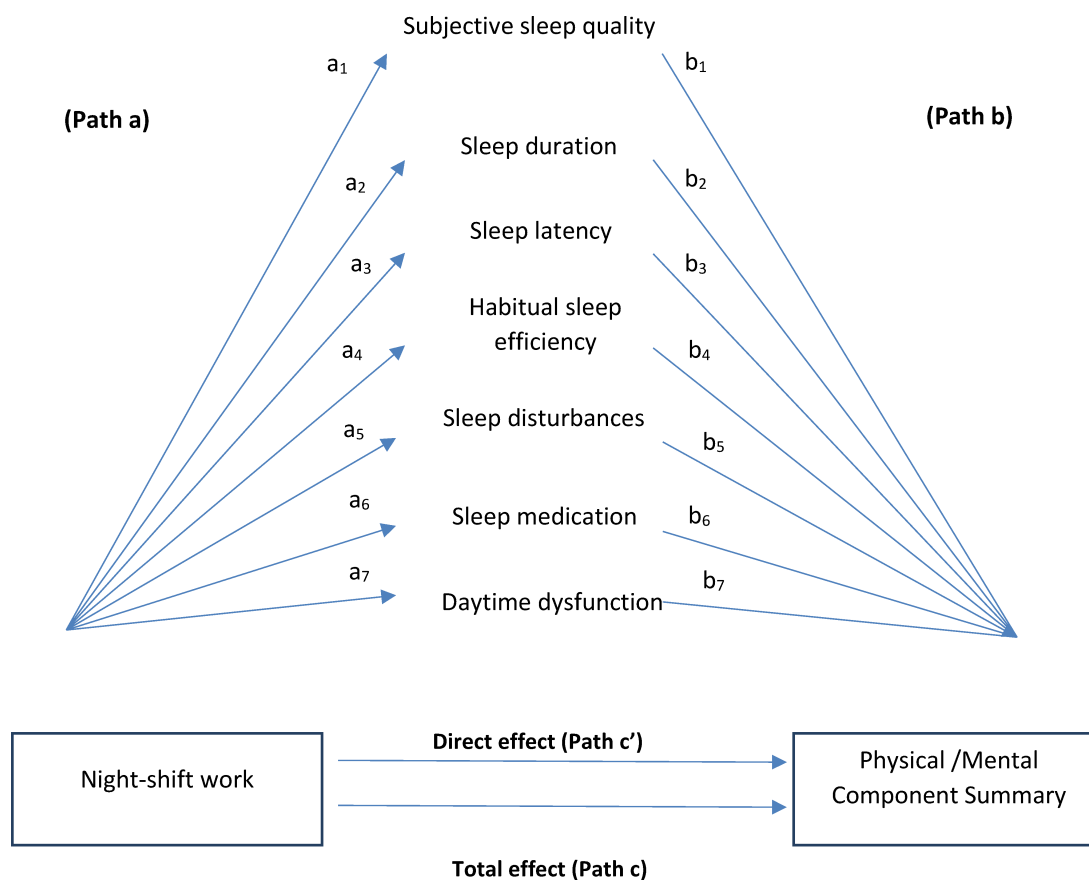 Subjective sleep quality
a₁
b₁
(Path a)
(Path b)
Sleep duration
a₂
b₂
Sleep latency
a₃
b₃
Habitual sleep
efficiency
a₄
b₄
Sleep disturbances
a₅
b₅
Sleep medication
a₆
b₆
Daytime dysfunction
a₇
b₇
Direct effect (Path c’)
Night-shift work
Physical /Mental
Component Summary
Total effect (Path c)